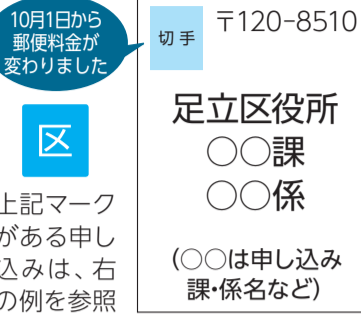 10月1日から
郵便料金が
変わりました
区
上記マーク
がある申し
込みは、右
の例を参照
切手
〒120-8510
足立区役所
○○課
○○係
(○○は申し込み
課・係名など)